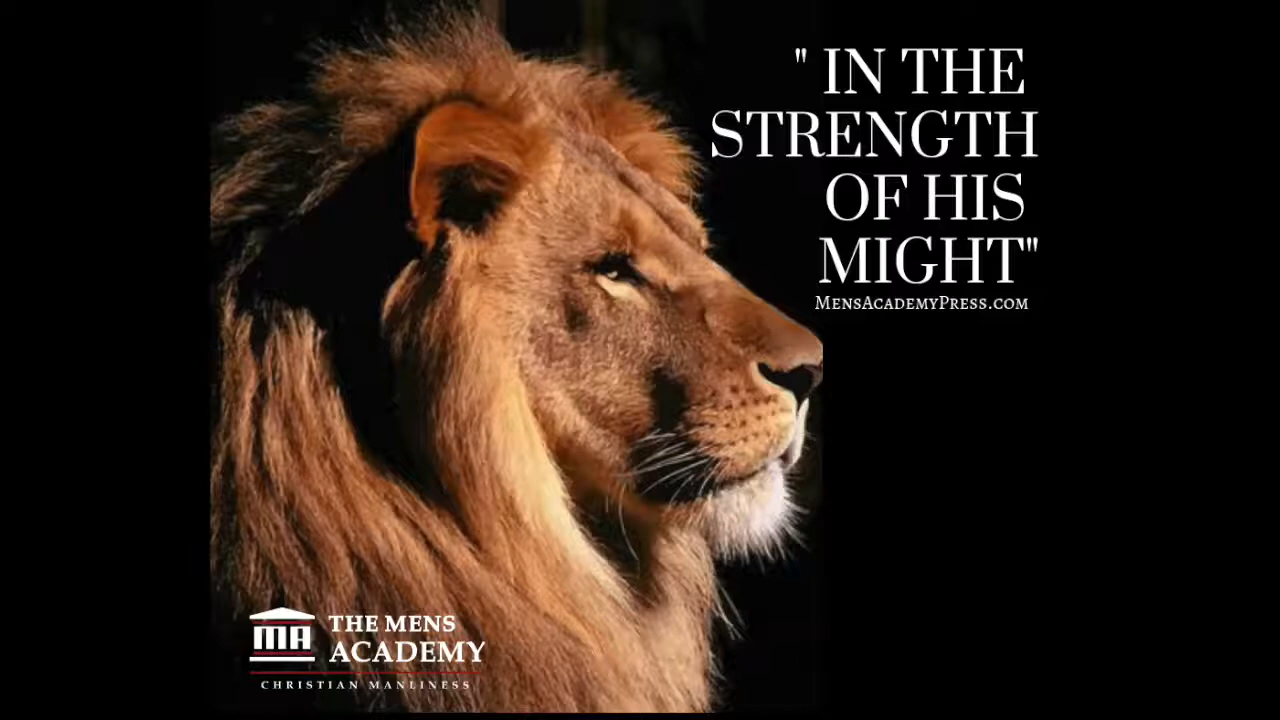 " IN THE
STRENGTH
OF HIS
MIGHT"
MENSACADEMYPRESS.COM
MA
THE MENS
ACADEMY
CHRISTIAN MANLINESS